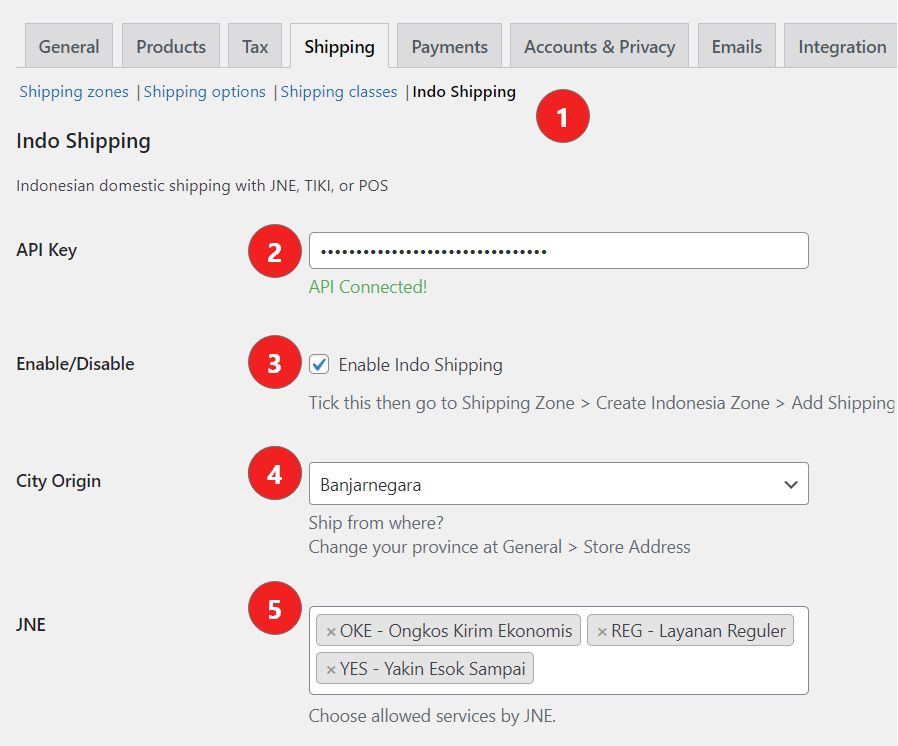 General Products Tax Shipping Payments Accounts & Privacy Emails Integration
Shipping zones | Shipping options | Shipping classes | Indo Shipping
1
Indo Shipping
Indonesian domestic shipping with JNE, TIKI, or POS
API Key
2
••••••••••••••••••••••••••••••••
API Connected!
Enable/Disable
3
Enable Indo Shipping
Tick this then go to Shipping Zone > Create Indonesia Zone > Add Shipping
City Origin
4
Banjarnegara
Ship from where?
Change your province at General > Store Address
JNE
5
× OKE - Ongkos Kirim Ekonomis × REG - Layanan Reguler
× YES - Yakin Esok Sampai
Choose allowed services by JNE.